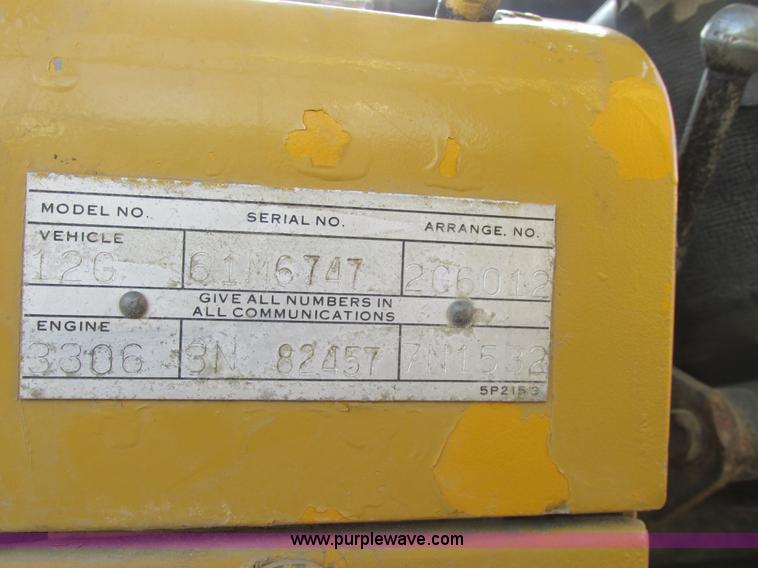 MODEL NO. SERIAL NO. ARRANGE. NO.
VEHICLE
12G 61M6747 2G6012
GIVE ALL NUMBERS IN
ALL COMMUNICATIONS
ENGINE
3306 8N 82457 7N1532
5P2153
www.purplewave.com